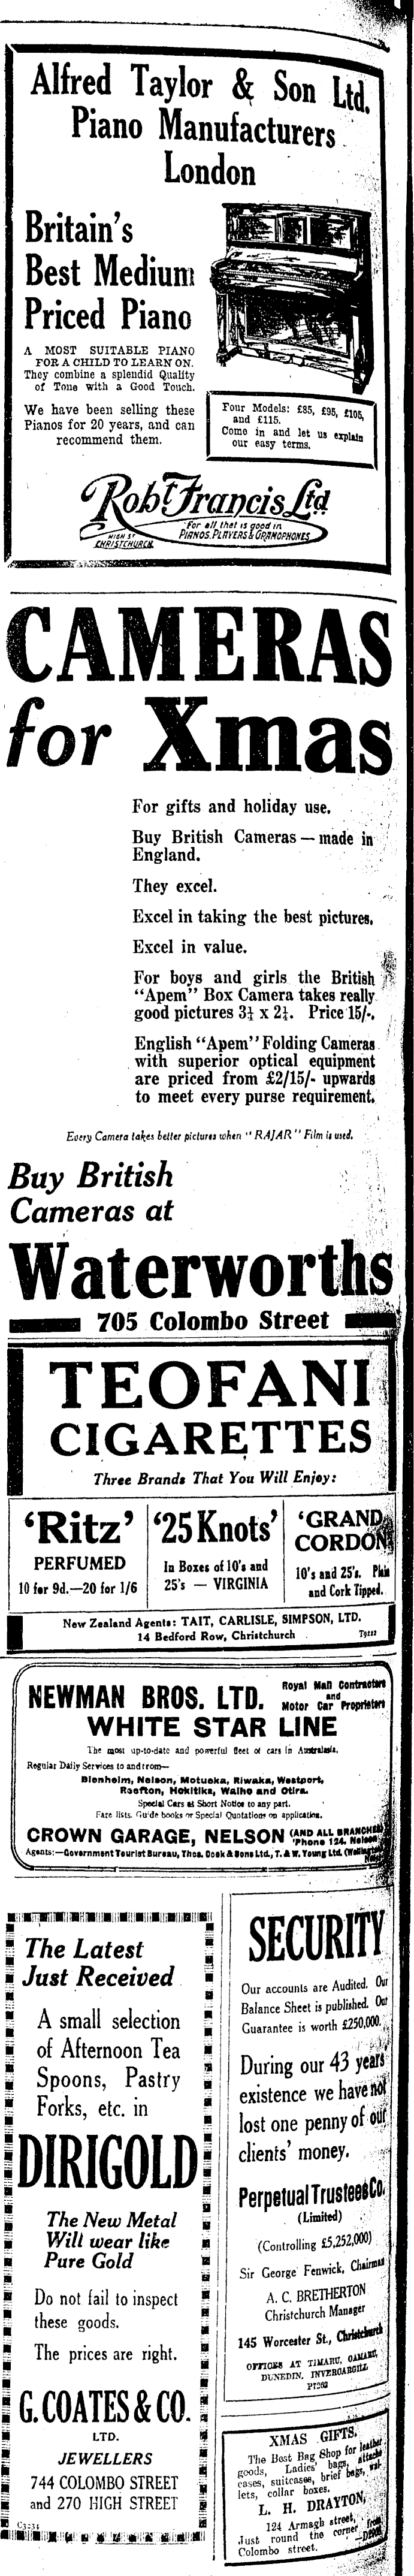 Alfred Taylor & Son Ltd.
Piano Manufacturers
London
Britain's
Best Medium
Priced Piano
A MOST SUITABLE PIANO
FOR A CHILD TO LEARN ON.
They combine a splendid Quality
of Tone with a Good Touch.
We have been selling these
Pianos for 20 years, and can
recommend them.
Four Models: £85, £95, £105,
and £115.
Come in and let us explain
our easy terms.
Robt Francis Ltd
"For all that is good in
PIANOS, PLAYERS & GRAMOPHONES
HIGH ST
CHRISTCHURCH
CAMERAS
for Xmas
For gifts and holiday use.
Buy British Cameras — made in
England.
They excel.
Excel in taking the best pictures.
Excel in value.
For boys and girls the British
"Apem" Box Camera takes really
good pictures 3¼ x 2¼. Price 15/-.
English "Apem" Folding Cameras
with superior optical equipment
are priced from £2/15/- upwards
to meet every purse requirement.
Every Camera takes better pictures when "RAJAR" Film is used.
Buy British
Cameras at
Waterworths
705 Colombo Street
TEOFANI
CIGARETTES
Three Brands That You Will Enjoy:
'Ritz'
PERFUMED
10 for 9d.—20 for 1/6
'25 Knots'
In Boxes of 10's and
25's — VIRGINIA
'GRAND
CORDON'
10's and 25's. Plain
and Cork Tipped.
New Zealand Agents: TAIT, CARLISLE, SIMPSON, LTD.
14 Bedford Row, Christchurch
NEWMAN BROS. LTD.
Royal Mail Contractors
and
Motor Car Proprietors
WHITE STAR LINE
The most up-to-date and powerful fleet of cars in Australasia.
Regular Daily Services to and from—
Blenheim, Nelson, Motueka, Riwaka, Westport,
Reefton, Hokitika, Waiho and Otira.
Special Cars at Short Notice to any part.
Fare lists. Guide books or Special Quotations on application.
CROWN GARAGE, NELSON (AND ALL BRANCHES)
'Phone 124, Nelson
Agents:—Government Tourist Bureau, Thos. Cook & Sons Ltd., T. & W. Young Ltd. (Wellington)
The Latest
Just Received
A small selection
of Afternoon Tea
Spoons, Pastry
Forks, etc. in
DIRIGOLD
The New Metal
Will wear like
Pure Gold
Do not fail to inspect
these goods.
The prices are right.
G. COATES & CO.
LTD.
JEWELLERS
744 COLOMBO STREET
and 270 HIGH STREET
C3234
SECURITY
Our accounts are Audited. Our
Balance Sheet is published. Our
Guarantee is worth £250,000.
During our 43 years'
existence we have not
lost one penny of our
clients' money.
Perpetual Trustees Co.
(Limited)
(Controlling £5,252,000)
Sir George Fenwick, Chairman
A. C. BRETHERTON
Christchurch Manager
145 Worcester St., Christchurch
OFFICES AT TIMARU, OAMARU,
DUNEDIN, INVERCARGILL
XMAS GIFTS.
The Best Bag Shop for leather
goods, Ladies' bags, attache
cases, suitcases, brief bags, wal-
lets, collar boxes.
L. H. DRAYTON,
124 Armagh street,
Just round the corner from
Colombo street.